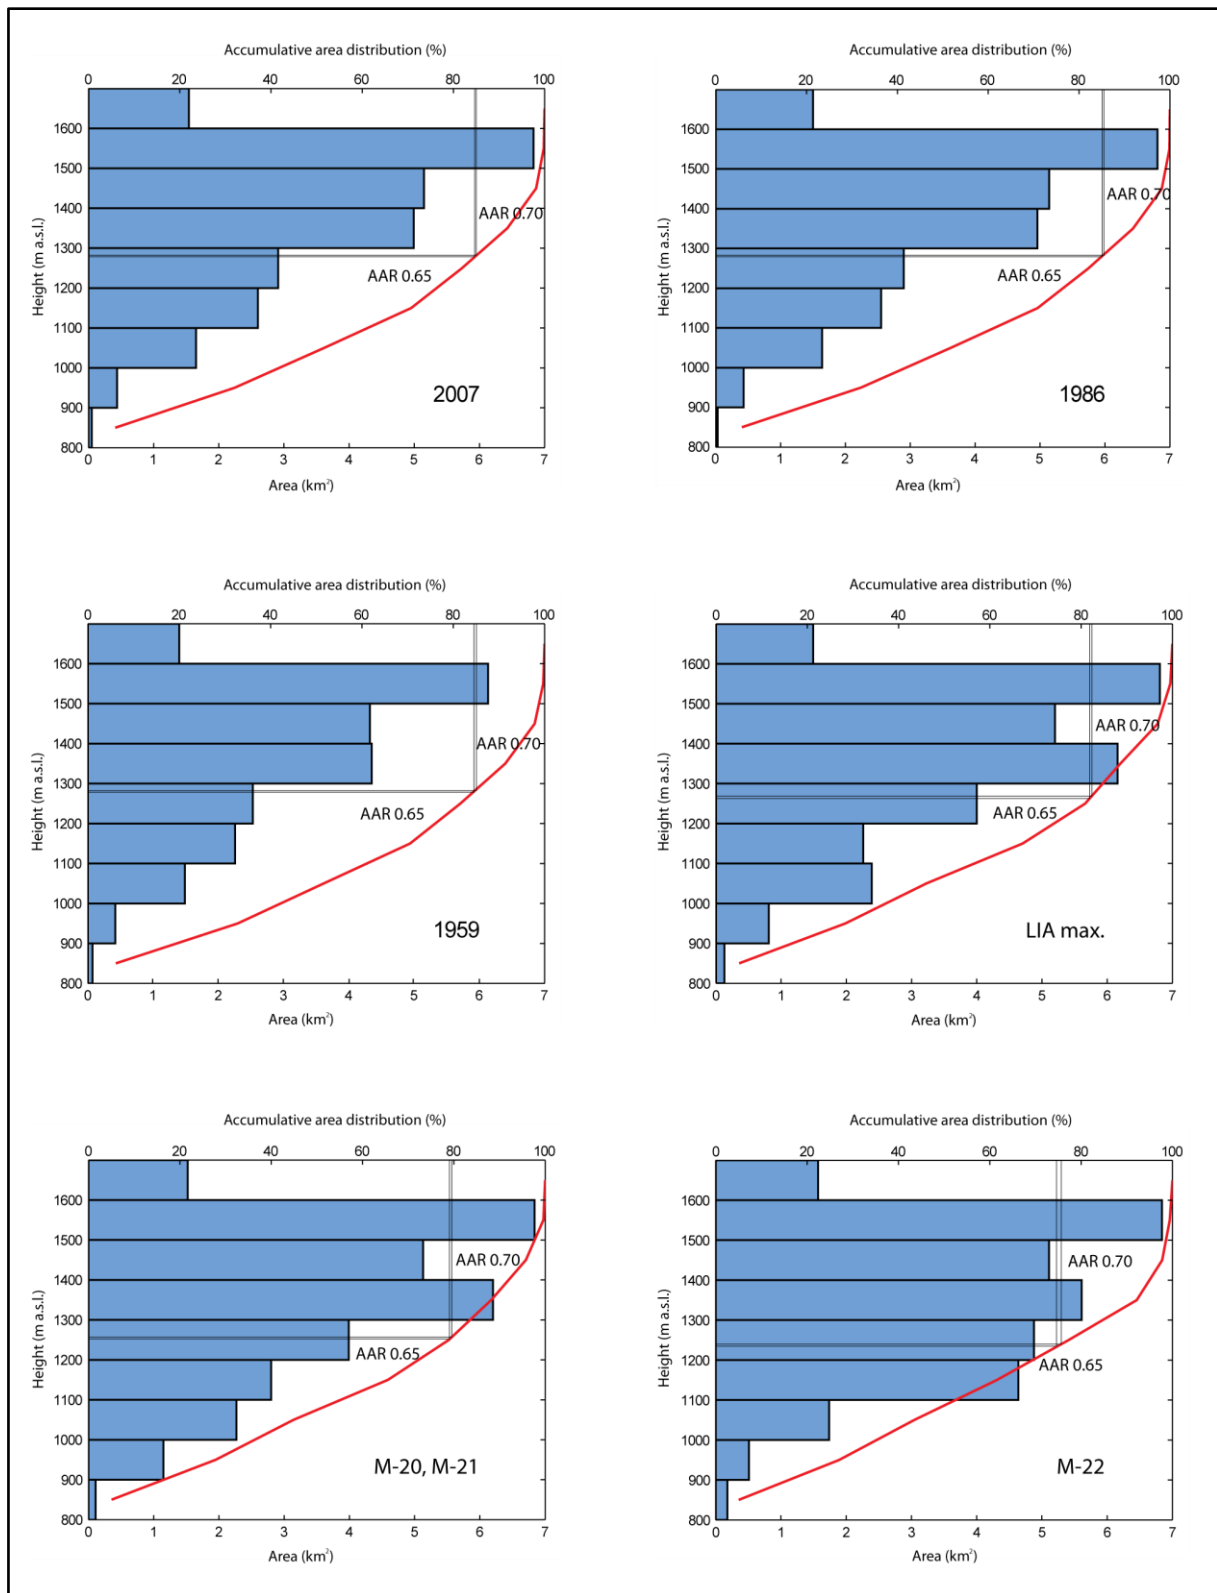 Accumulative area distribution (%)
0 20 40 60 80 100
1600
1500
1400
1300
1200
1100
1000
900
800
Height (m a.s.l.)
AAR 0.70
AAR 0.65
2007
0 1 2 3 4 5 6 7
Area (km²)
Accumulative area distribution (%)
0 20 40 60 80 100
1600
1500
1400
1300
1200
1100
1000
900
800
Height (m a.s.l.)
AAR 0.70
AAR 0.65
1986
0 1 2 3 4 5 6 7
Area (km²)
Accumulative area distribution (%)
0 20 40 60 80 100
1600
1500
1400
1300
1200
1100
1000
900
800
Height (m a.s.l.)
AAR 0.70
AAR 0.65
1959
0 1 2 3 4 5 6 7
Area (km²)
Accumulative area distribution (%)
0 20 40 60 80 100
1600
1500
1400
1300
1200
1100
1000
900
800
Height (m a.s.l.)
AAR 0.70
AAR 0.65
LIA max.
0 1 2 3 4 5 6 7
Area (km²)
Accumulative area distribution (%)
0 20 40 60 80 100
1600
1500
1400
1300
1200
1100
1000
900
800
Height (m a.s.l.)
AAR 0.70
AAR 0.65
M-20, M-21
0 1 2 3 4 5 6 7
Area (km²)
Accumulative area distribution (%)
0 20 40 60 80 100
1600
1500
1400
1300
1200
1100
1000
900
800
Height (m a.s.l.)
AAR 0.70
AAR 0.65
M-22
0 1 2 3 4 5 6 7
Area (km²)